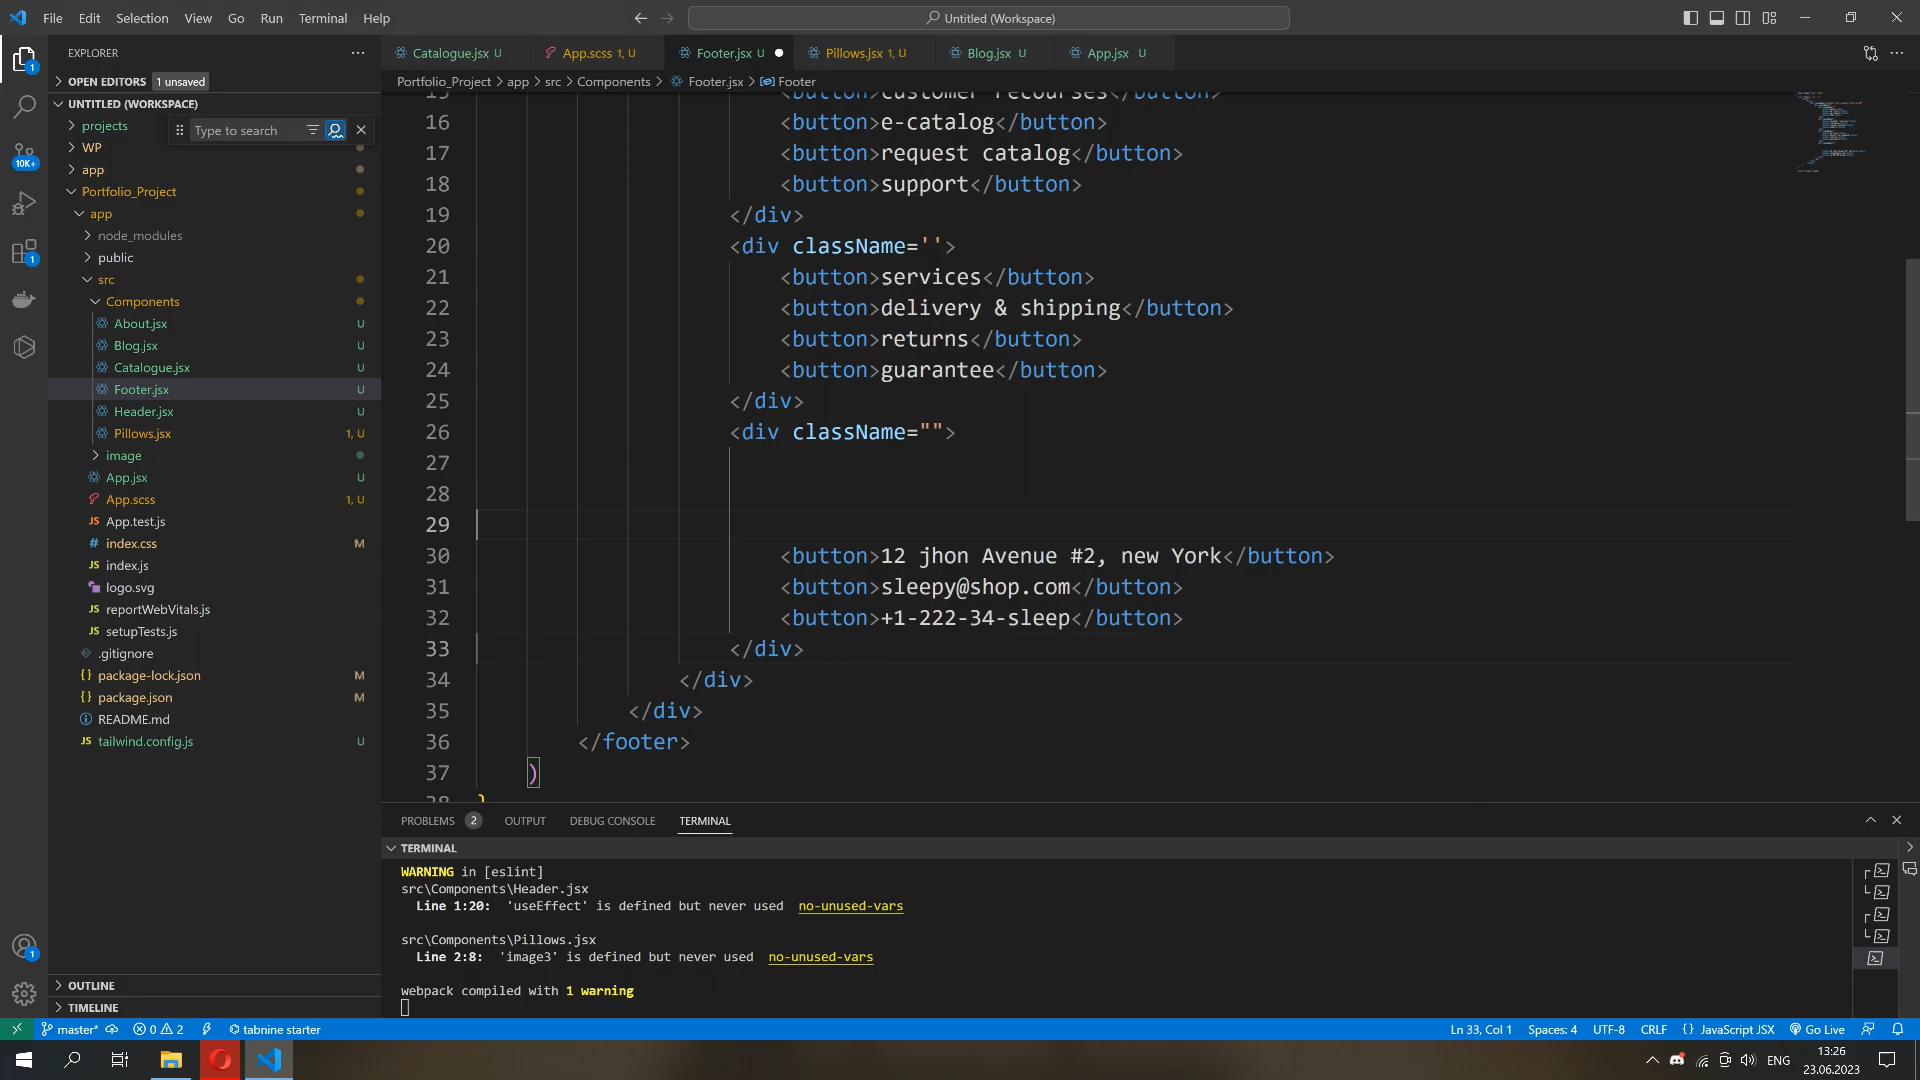 File Edit Selection View Go Run Terminal Help
Untitled (Workspace)
EXPLORER
Catalogue.jsx U
App.scss 1, U
Footer.jsx U
Pillows.jsx 1, U
Blog.jsx U
App.jsx U
OPEN EDITORS 1 unsaved
Portfolio_Project > app > src > Components > Footer.jsx > Footer
UNTITLED (WORKSPACE)
Type to search
projects
WP
app
Portfolio_Project
app
node_modules
public
src
Components
About.jsx U
Blog.jsx U
Catalogue.jsx U
Footer.jsx U
Header.jsx U
Pillows.jsx 1, U
image
App.jsx U
App.scss 1, U
App.test.js
index.css M
index.js
logo.svg
reportWebVitals.js
setupTests.js
.gitignore
package-lock.json M
package.json M
README.md
tailwind.config.js U
OUTLINE
TIMELINE
1
10K+
1
1
15 <button>customer recourses</button>
16 <button>e-catalog</button>
17 <button>request catalog</button>
18 <button>support</button>
19 </div>
20 <div className=''>
21 <button>services</button>
22 <button>delivery & shipping</button>
23 <button>returns</button>
24 <button>guarantee</button>
25 </div>
26 <div className="">
27
28
29
30 <button>12 jhon Avenue #2, new York</button>
31 <button>sleepy@shop.com</button>
32 <button>+1-222-34-sleep</button>
33 </div>
34 </div>
35 </div>
36 </footer>
37 )
38 }
PROBLEMS 2 OUTPUT DEBUG CONSOLE TERMINAL
TERMINAL
WARNING in [eslint]
src\Components\Header.jsx
Line 1:20: 'useEffect' is defined but never used no-unused-vars
src\Components\Pillows.jsx
Line 2:8: 'image3' is defined but never used no-unused-vars
webpack compiled with 1 warning
master* 0 2 tabnine starter
Ln 33, Col 1 Spaces: 4 UTF-8 CRLF {} JavaScript JSX Go Live
ENG
13:26
23.06.2023